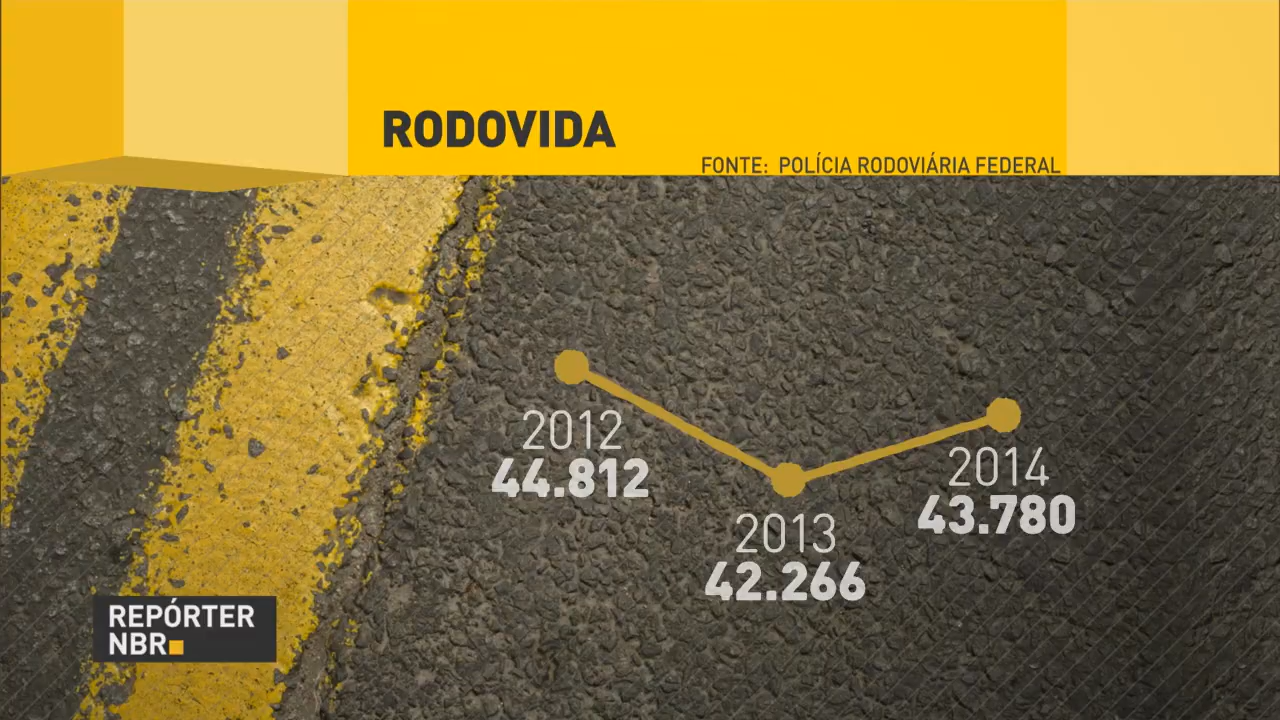 RODOVIDA
FONTE: POLÍCIA RODOVIÁRIA FEDERAL
2012
44.812
2013
42.266
2014
43.780
REPÓRTER
NBR